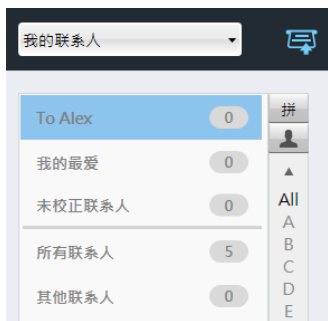 我的联系人
To Alex 0
拼
我的最爱 0
未校正联系人 0
All
A
所有联系人 5
B
C
其他联系人 0
D
E